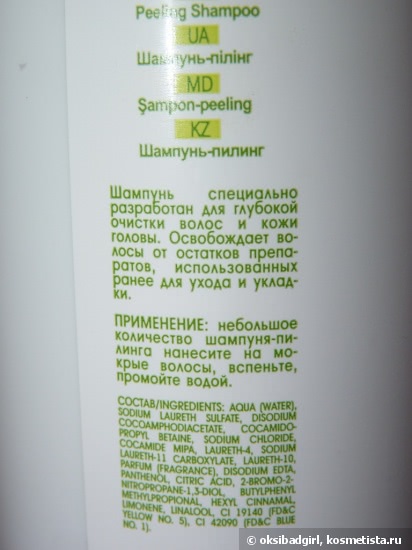 Peeling Shampoo
UA
Шампунь-пілінг
MD
Şampon-peeling
KZ
Шампунь-пилинг
Шампунь специально
разработан для глубокой
очистки волос и кожи
головы. Освобождает во-
лосы от остатков препа-
ратов, использованных
ранее для ухода и уклад-
ки.
ПРИМЕНЕНИЕ: небольшое
количество шампуня-пи-
линга нанесите на мо-
крые волосы, вспеньте,
промойте водой.
СОСТАВ/INGREDIENTS: AQUA (WATER),
SODIUM LAURETH SULFATE, DISODIUM
COCOAMPHODIACETATE, COCAMIDO-
PROPYL BETAINE, SODIUM CHLORIDE,
COCAMIDE MIPA, LAURETH-4, SODIUM
LAURETH-11 CARBOXYLATE, LAURETH-10,
PARFUM (FRAGRANCE), DISODIUM EDTA,
PANTHENOL, CITRIC ACID, 2-BROMO-2-
NITROPROPANE-1,3-DIOL, BUTYLPHENYL
METHYLPROPIONAL, HEXYL CINNAMAL,
LIMONENE, LINALOOL, CI 19140 (FD&C
YELLOW NO. 5), CI 42090 (FD&C BLUE
NO. 1).
© oksibadgirl, kosmetista.ru